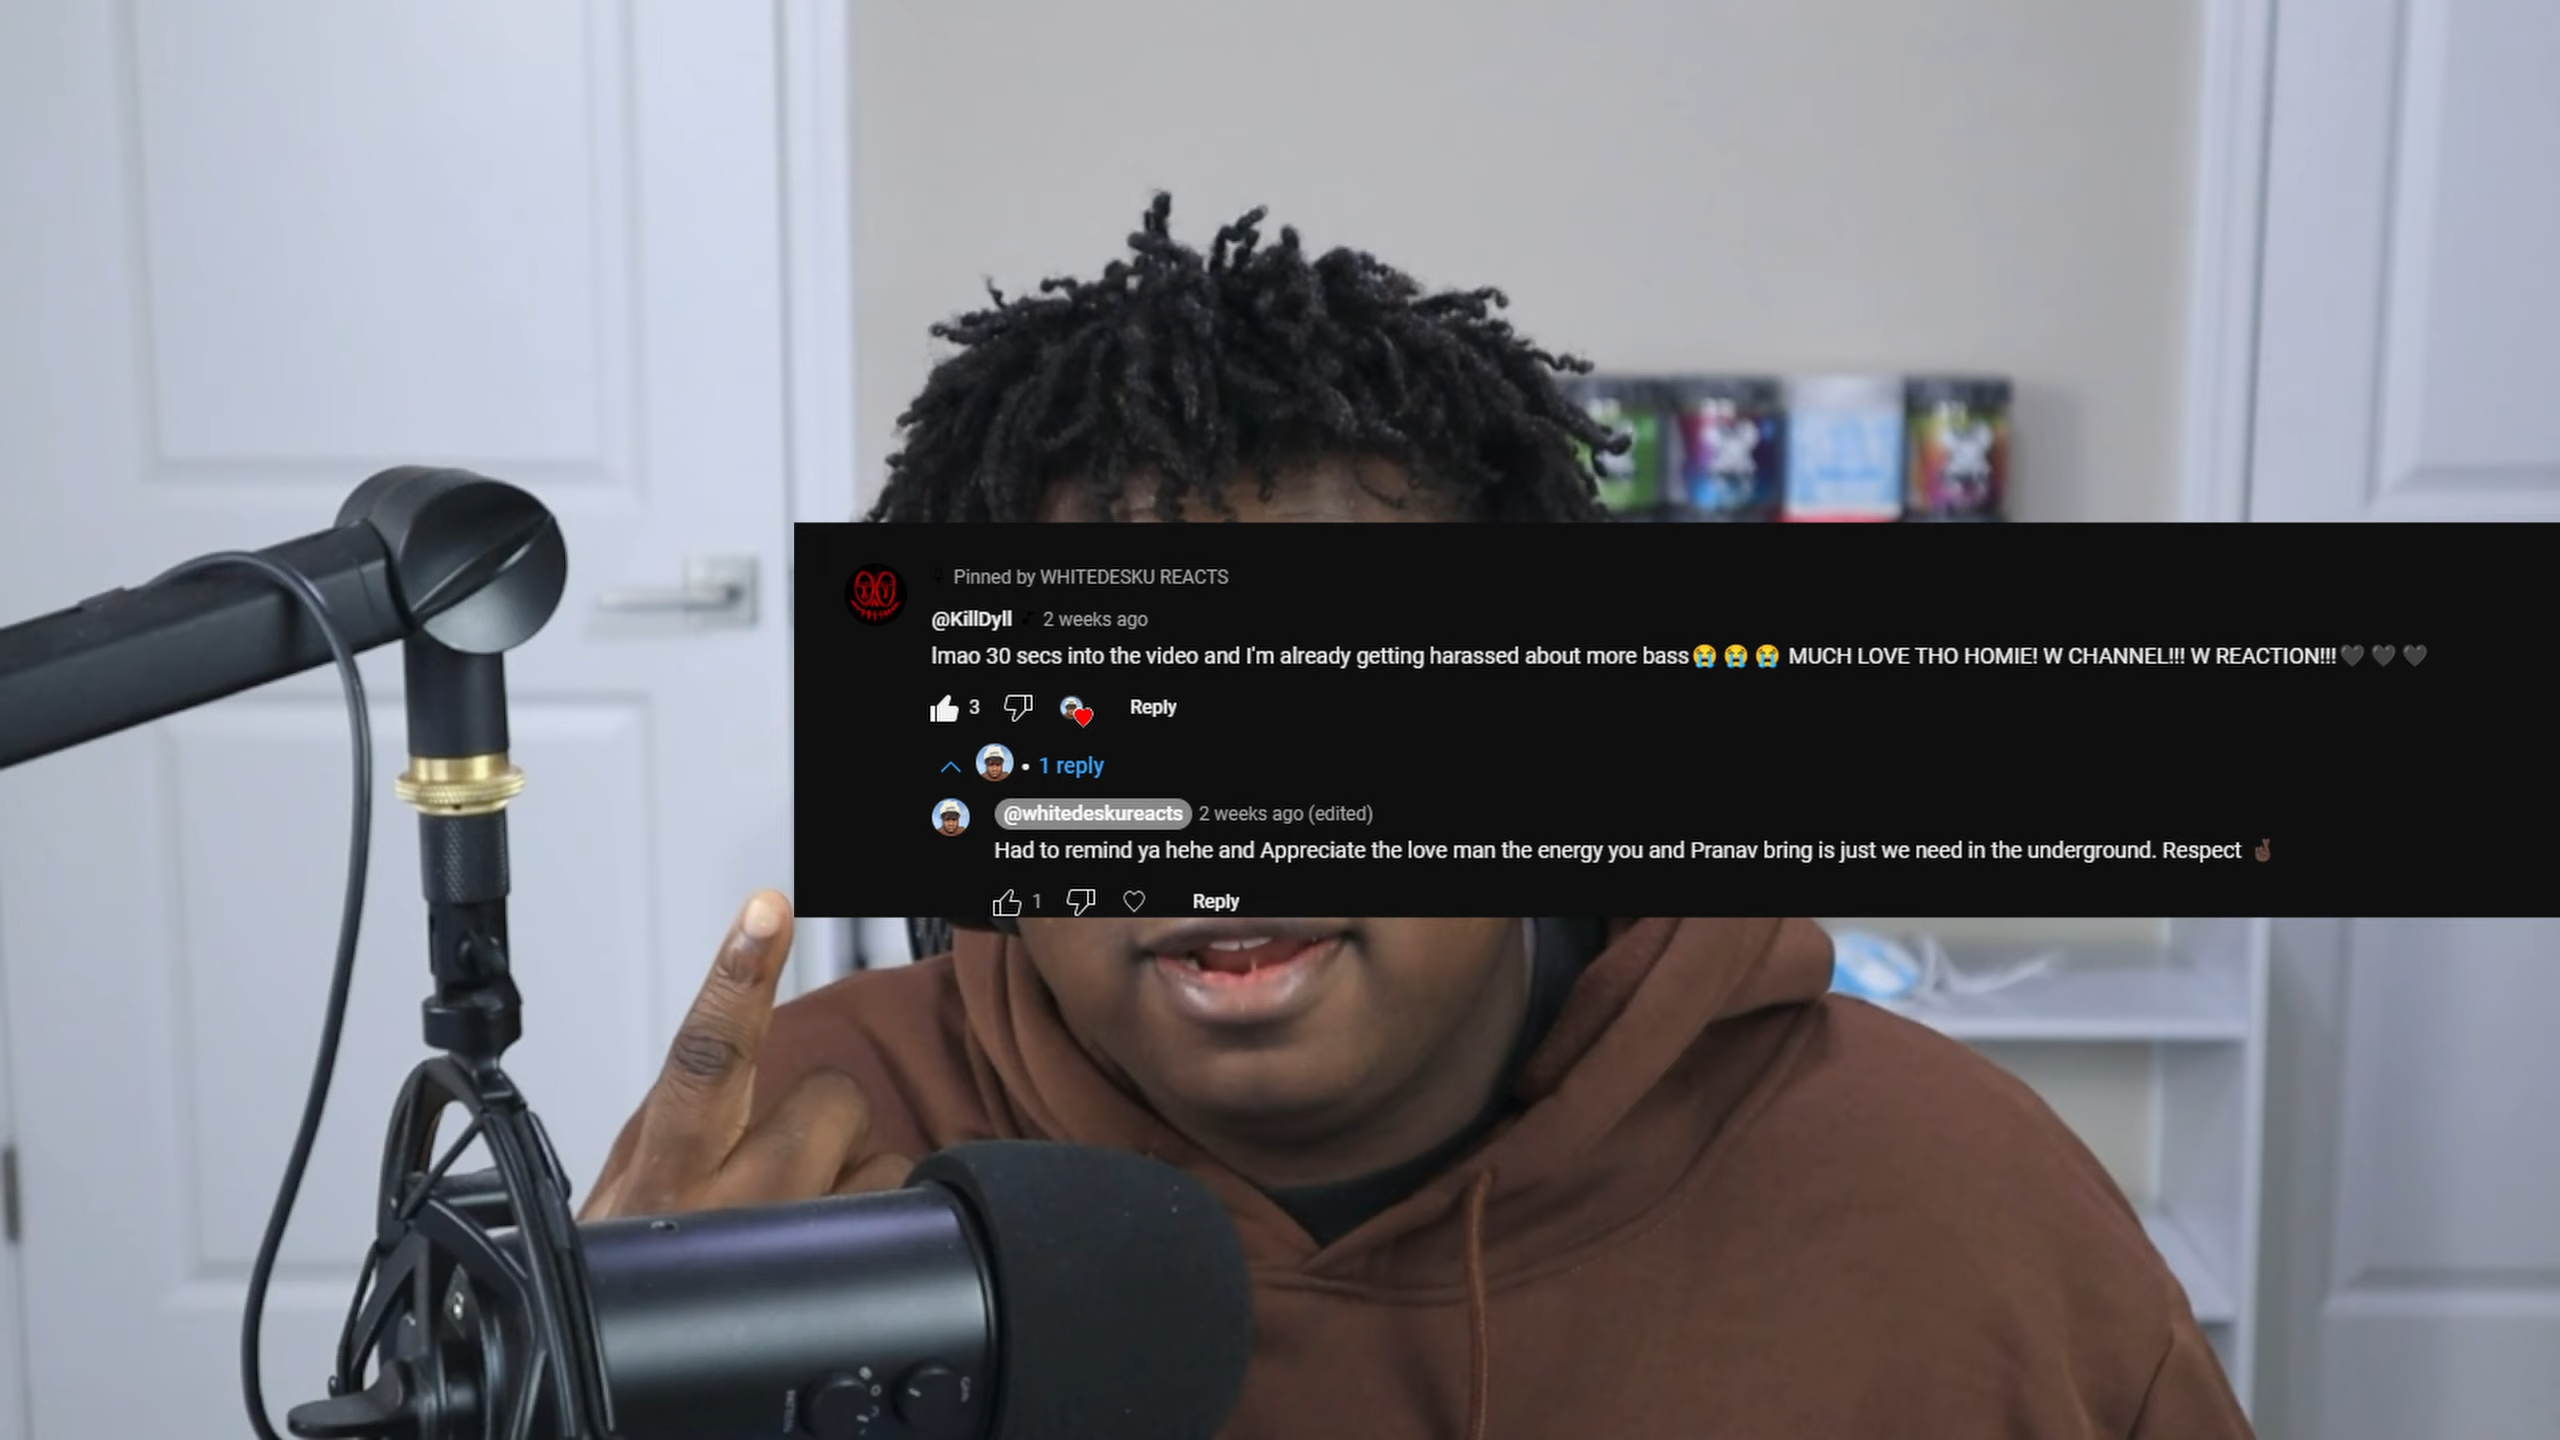 Pinned by WHITEDESKU REACTS
@KillDyll 2 weeks ago
lmao 30 secs into the video and I'm already getting harassed about more bass😭😭😭 MUCH LOVE THO HOMIE! W CHANNEL!!! W REACTION!!!🖤🖤🖤
3 Reply
• 1 reply
@whitedeskureacts 2 weeks ago (edited)
Had to remind ya hehe and Appreciate the love man the energy you and Pranav bring is just we need in the underground. Respect 🤞🏿
1 Reply